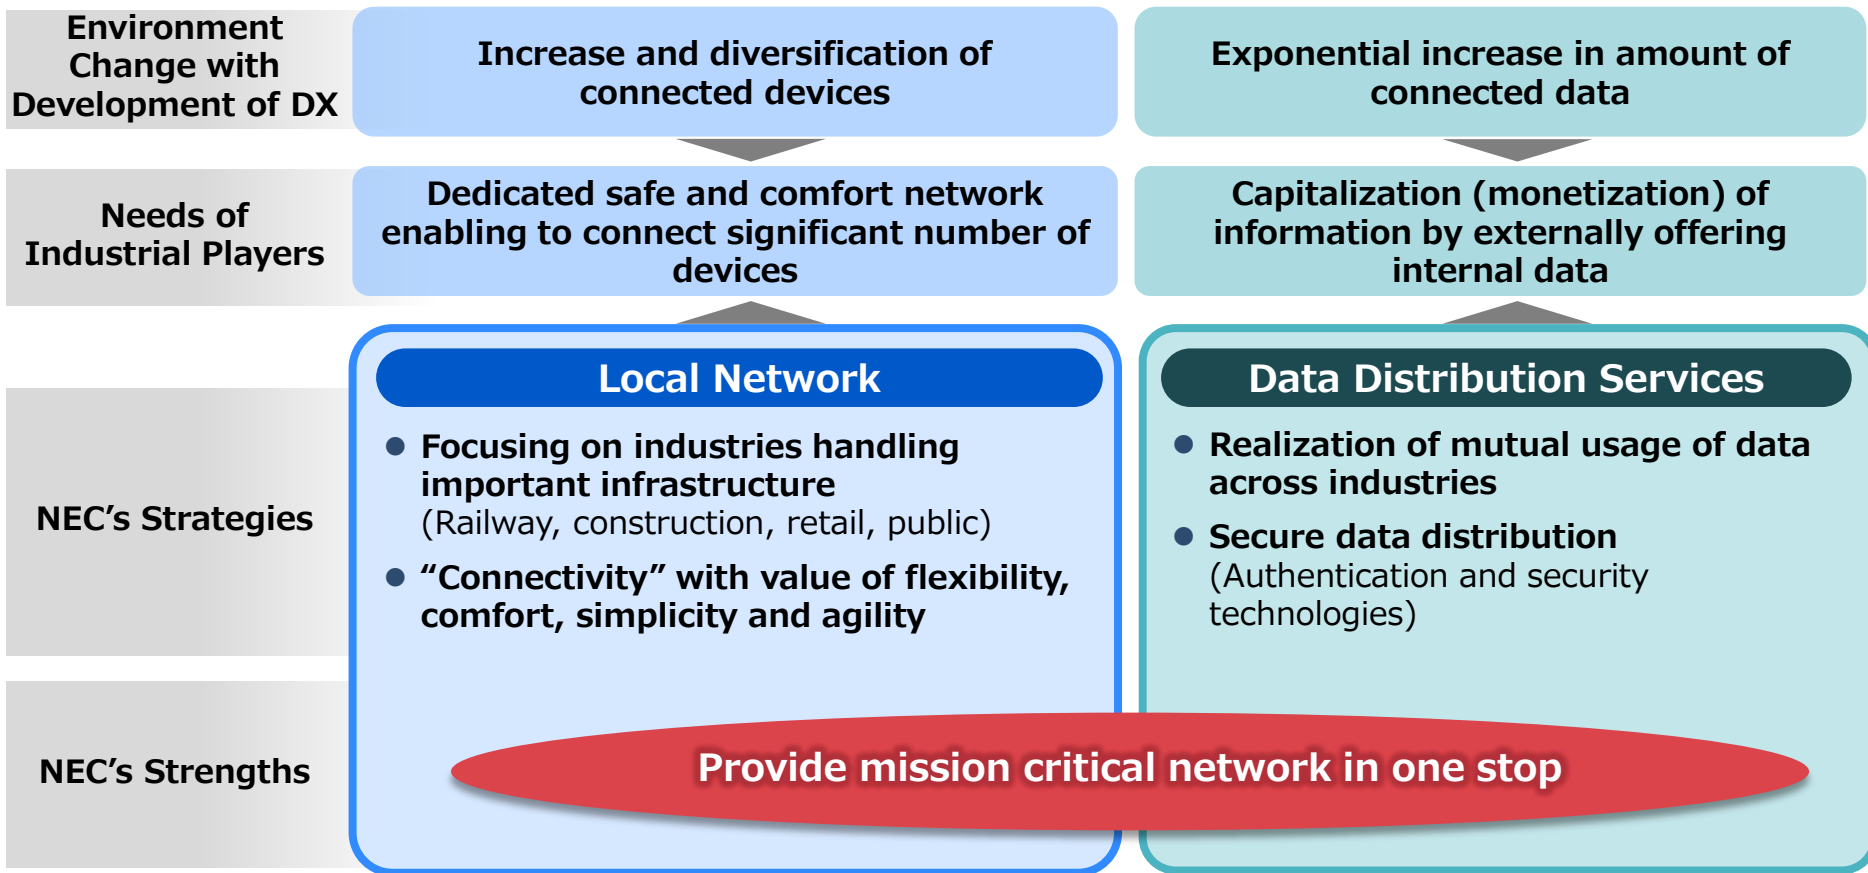 Environment
Change with
Development of DX
Increase and diversification of
connected devices
Exponential increase in amount of
connected data
Needs of
Industrial Players
Dedicated safe and comfort network
enabling to connect significant number of
devices
Capitalization (monetization) of
information by externally offering
internal data
NEC’s Strategies
Local Network
● Focusing on industries handling
important infrastructure
(Railway, construction, retail, public)
● “Connectivity” with value of flexibility,
comfort, simplicity and agility
Data Distribution Services
● Realization of mutual usage of data
across industries
● Secure data distribution
(Authentication and security
technologies)
NEC’s Strengths
Provide mission critical network in one stop